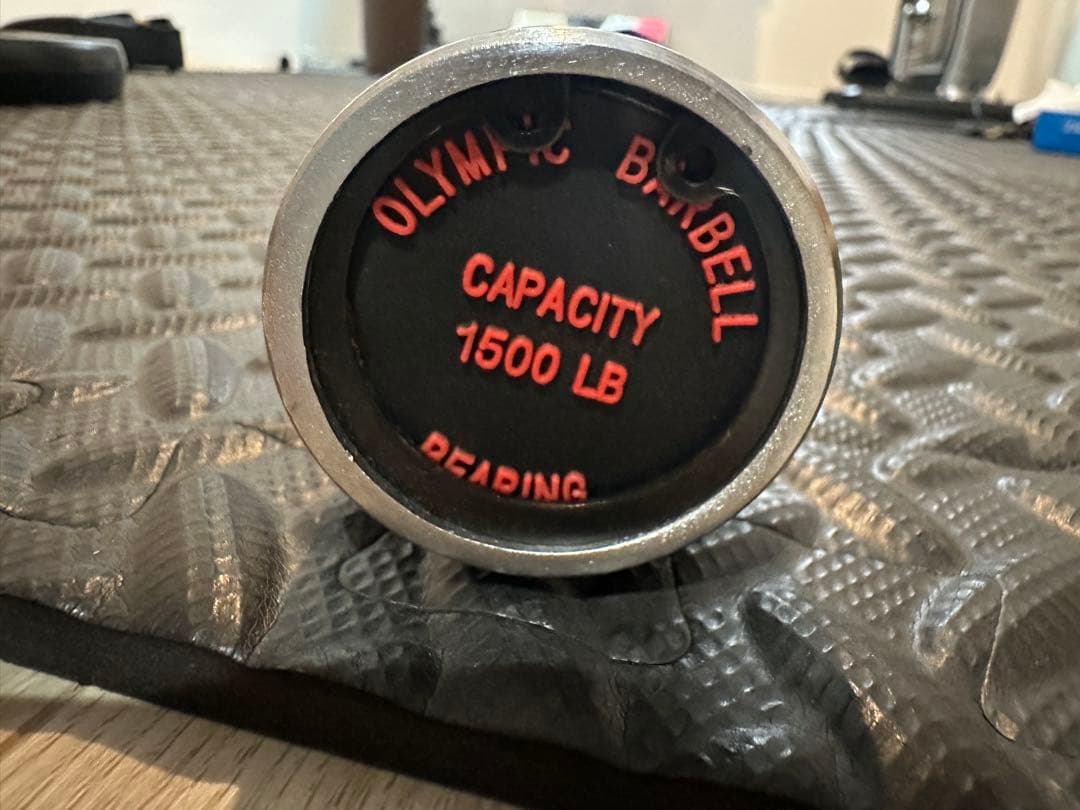 OLYMPIC BARBELL
CAPACITY
1500 LB
BEARING